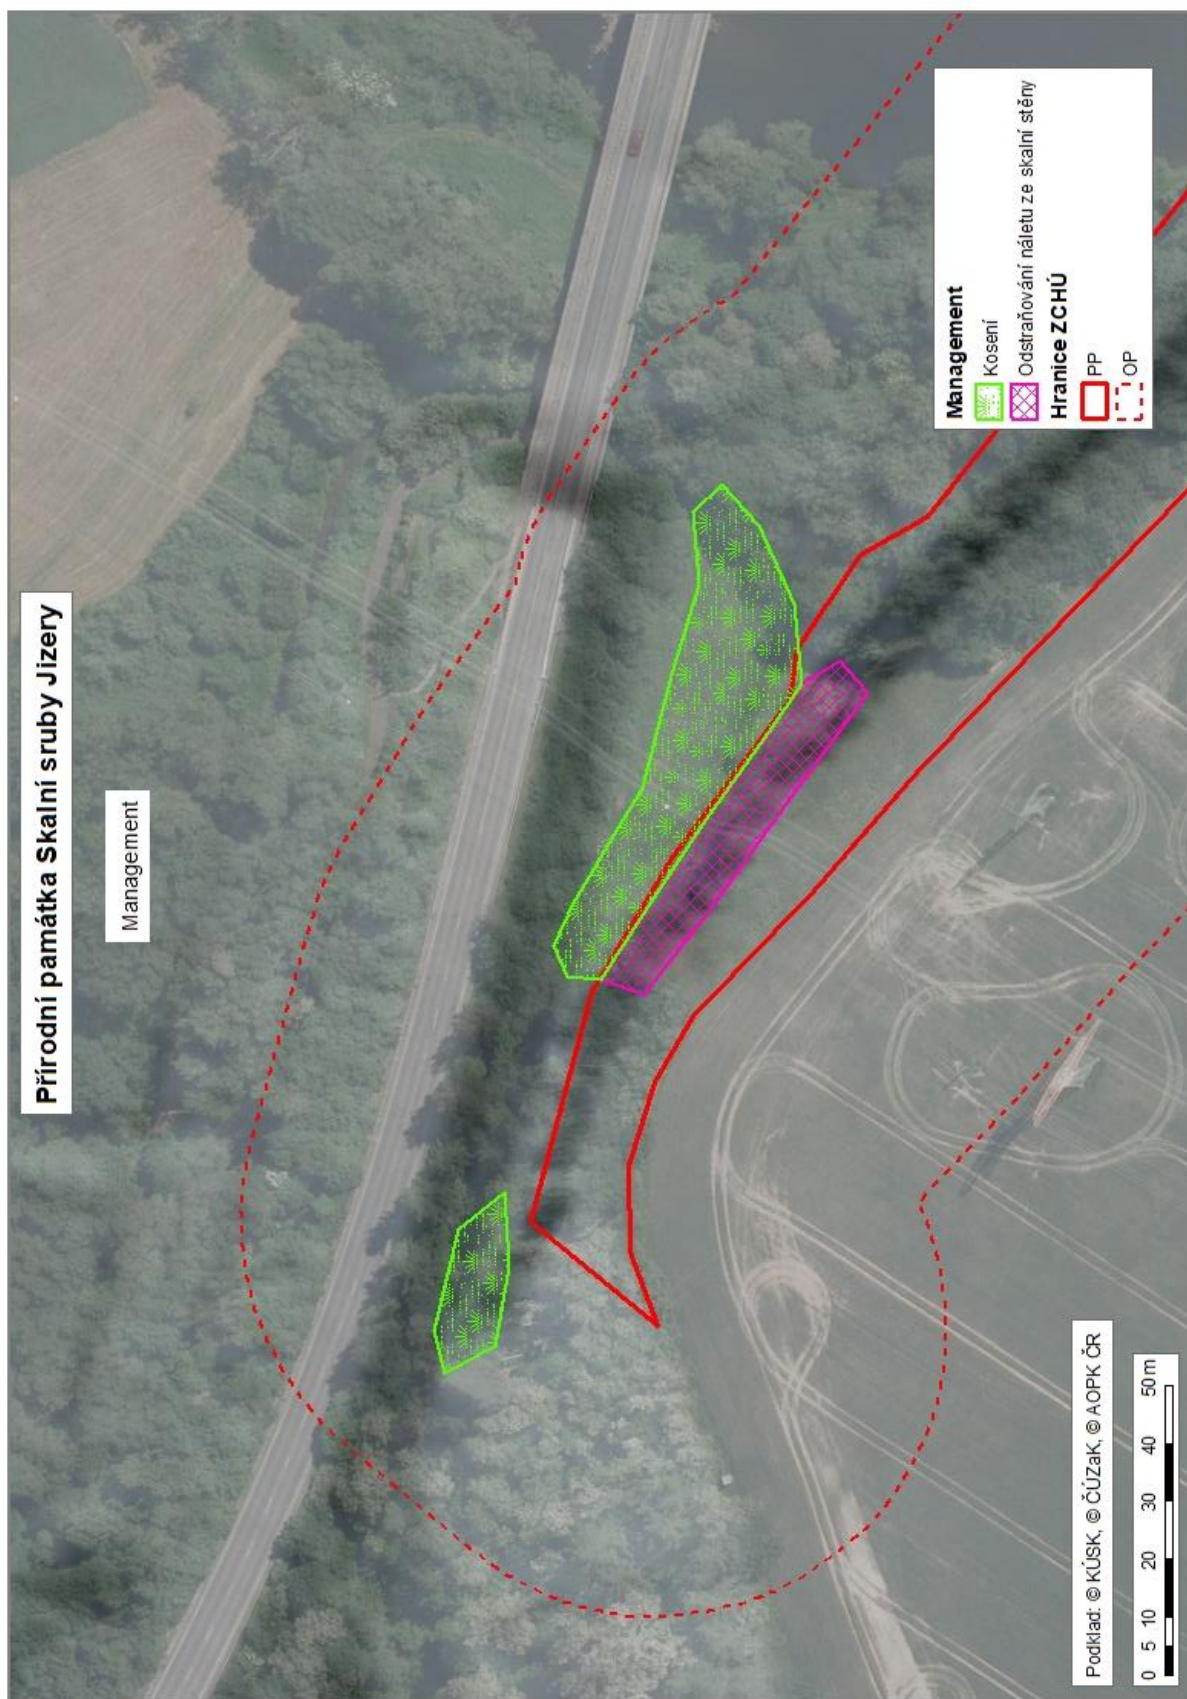 Přírodní památka Skalní sruby Jizery
Management
Management
Kosení
Odstraňování náletu ze skalní stěny
Hranice ZCHÚ
PP
OP
Podklad: © KÚSK, © ČÚZaK, © AOPK ČR
0 5 10 20 30 40 50 m